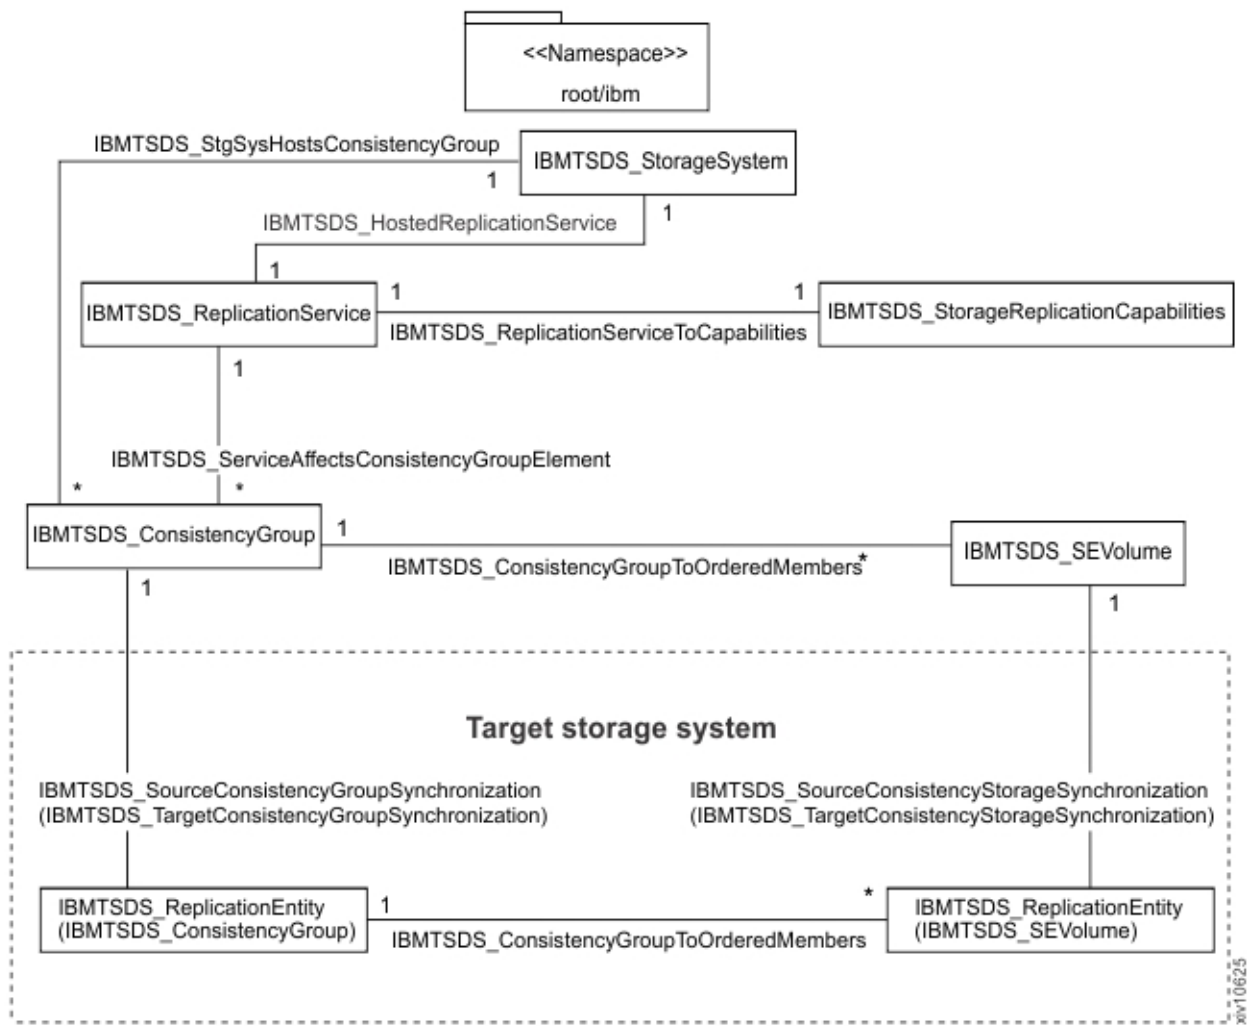 <<Namespace>>
root/ibm
IBMTSDS_StgSysHostsConsistencyGroup
IBMTSDS_StorageSystem
1
1
IBMTSDS_HostedReplicationService
1
IBMTSDS_ReplicationService
1
1
IBMTSDS_StorageReplicationCapabilities
IBMTSDS_ReplicationServiceToCapabilities
1
IBMTSDS_ServiceAffectsConsistencyGroupElement
*
*
IBMTSDS_ConsistencyGroup
1
IBMTSDS_ConsistencyGroupToOrderedMembers
*
IBMTSDS_SEVolume
1
1
Target storage system
IBMTSDS_SourceConsistencyGroupSynchronization
(IBMTSDS_TargetConsistencyGroupSynchronization)
IBMTSDS_SourceConsistencyStorageSynchronization
(IBMTSDS_TargetConsistencyStorageSynchronization)
IBMTSDS_ReplicationEntity
(IBMTSDS_ConsistencyGroup)
1
*
IBMTSDS_ConsistencyGroupToOrderedMembers
IBMTSDS_ReplicationEntity
(IBMTSDS_SEVolume)
xiv10625